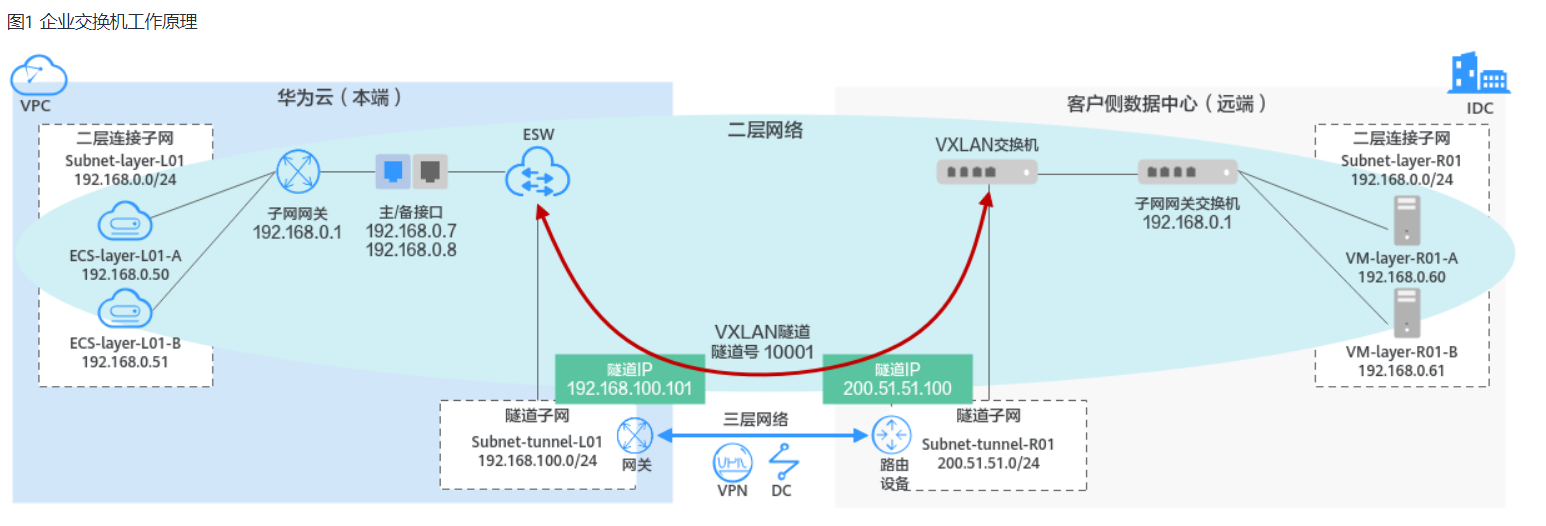 图1 企业交换机工作原理
VPC
华为云（本端）
客户侧数据中心（远端）
IDC
二层连接子网
Subnet-layer-L01
192.168.0.0/24
ECS-layer-L01-A
192.168.0.50
ECS-layer-L01-B
192.168.0.51
子网网关
192.168.0.1
主/备接口
192.168.0.7
192.168.0.8
ESW
二层网络
VXLAN交换机
子网网关交换机
192.168.0.1
二层连接子网
Subnet-layer-R01
192.168.0.0/24
VM-layer-R01-A
192.168.0.60
VM-layer-R01-B
192.168.0.61
VXLAN隧道
隧道号 10001
隧道IP
192.168.100.101
隧道IP
200.51.51.100
隧道子网
Subnet-tunnel-L01
192.168.100.0/24
网关
三层网络
VPN
DC
路由
设备
隧道子网
Subnet-tunnel-R01
200.51.51.0/24